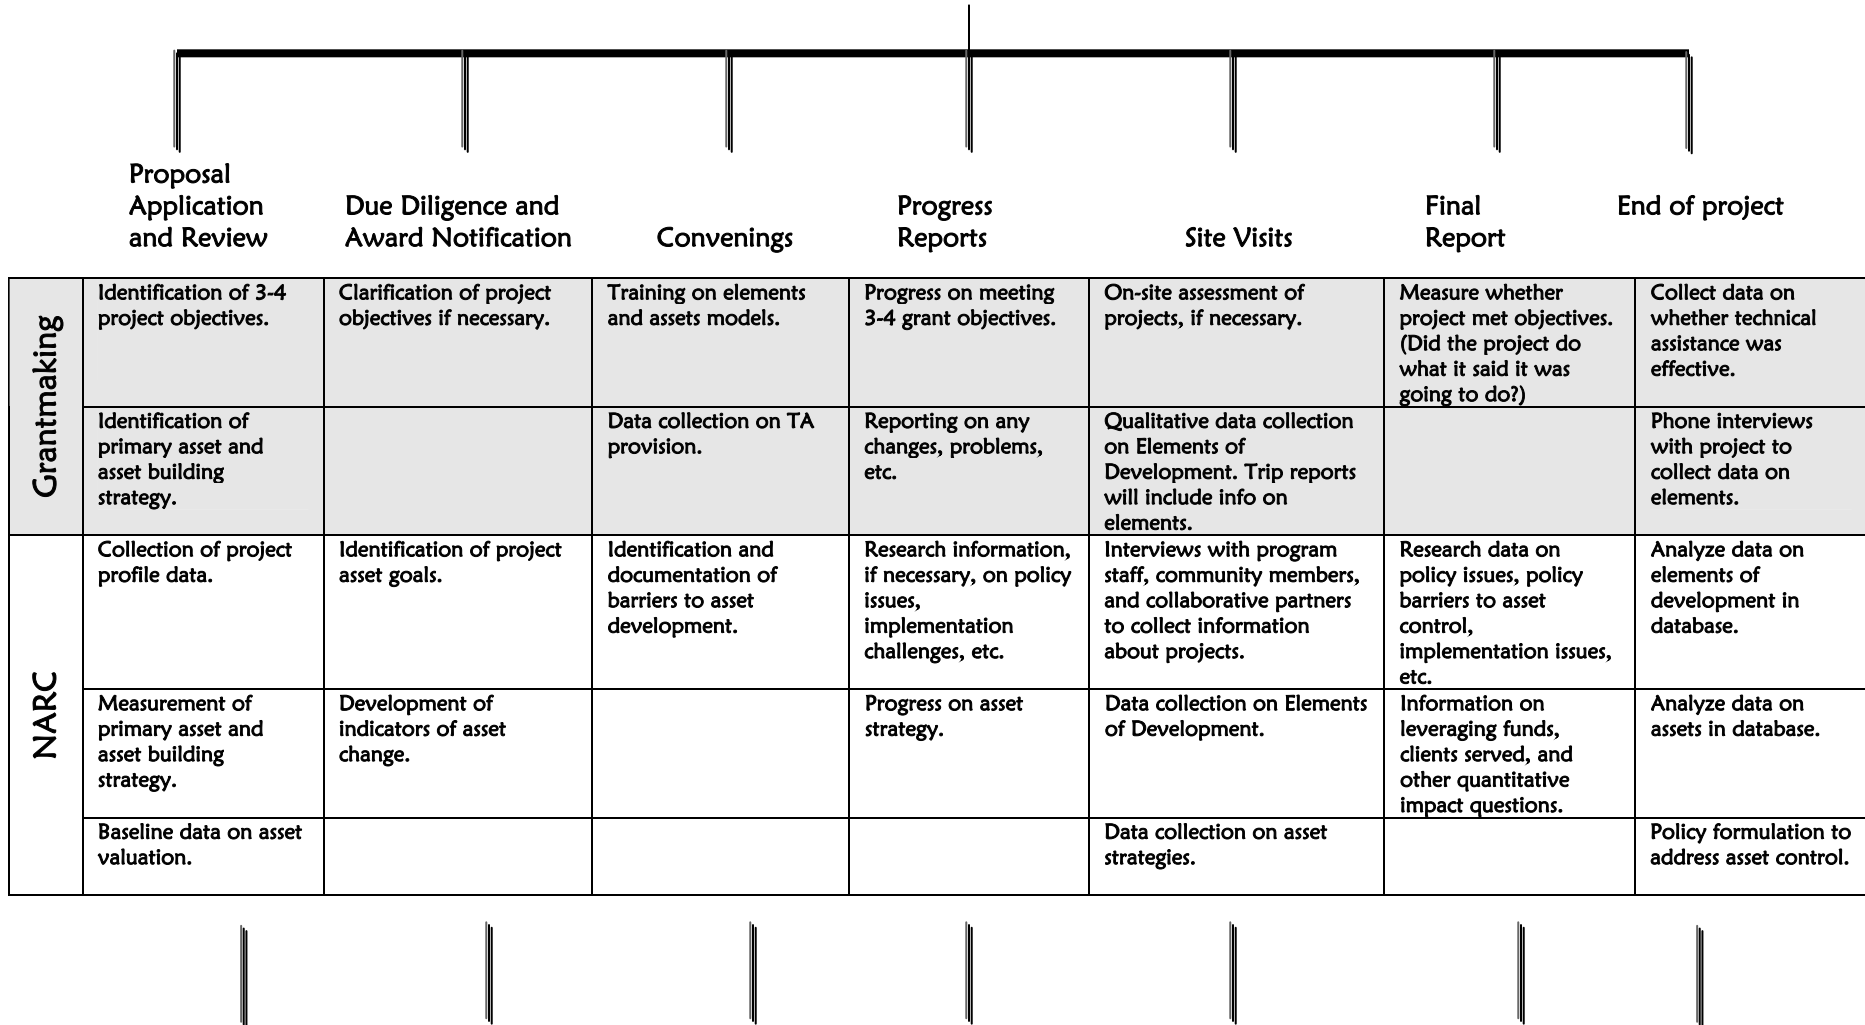 Proposal
Application
and Review
Due Diligence and
Award Notification
Convenings
Progress
Reports
Site Visits
Final
Report
End of project
Grantmaking
Identification of 3-4
project objectives.
Clarification of project
objectives if necessary.
Training on elements
and assets models.
Progress on meeting
3-4 grant objectives.
On-site assessment of
projects, if necessary.
Measure whether
project met objectives.
(Did the project do
what it said it was
going to do?)
Collect data on
whether technical
assistance was
effective.
Identification of
primary asset and
asset building
strategy.
Data collection on TA
provision.
Reporting on any
changes, problems,
etc.
Qualitative data collection
on Elements of
Development. Trip reports
will include info on
elements.
Phone interviews
with project to
collect data on
elements.
NARC
Collection of project
profile data.
Identification of project
asset goals.
Identification and
documentation of
barriers to asset
development.
Research information,
if necessary, on policy
issues,
implementation
challenges, etc.
Interviews with program
staff, community members,
and collaborative partners
to collect information
about projects.
Research data on
policy issues, policy
barriers to asset
control,
implementation issues,
etc.
Analyze data on
elements of
development in
database.
Measurement of
primary asset and
asset building
strategy.
Development of
indicators of asset
change.
Progress on asset
strategy.
Data collection on Elements
of Development.
Information on
leveraging funds,
clients served, and
other quantitative
impact questions.
Analyze data on
assets in database.
Baseline data on asset
valuation.
Data collection on asset
strategies.
Policy formulation to
address asset control.